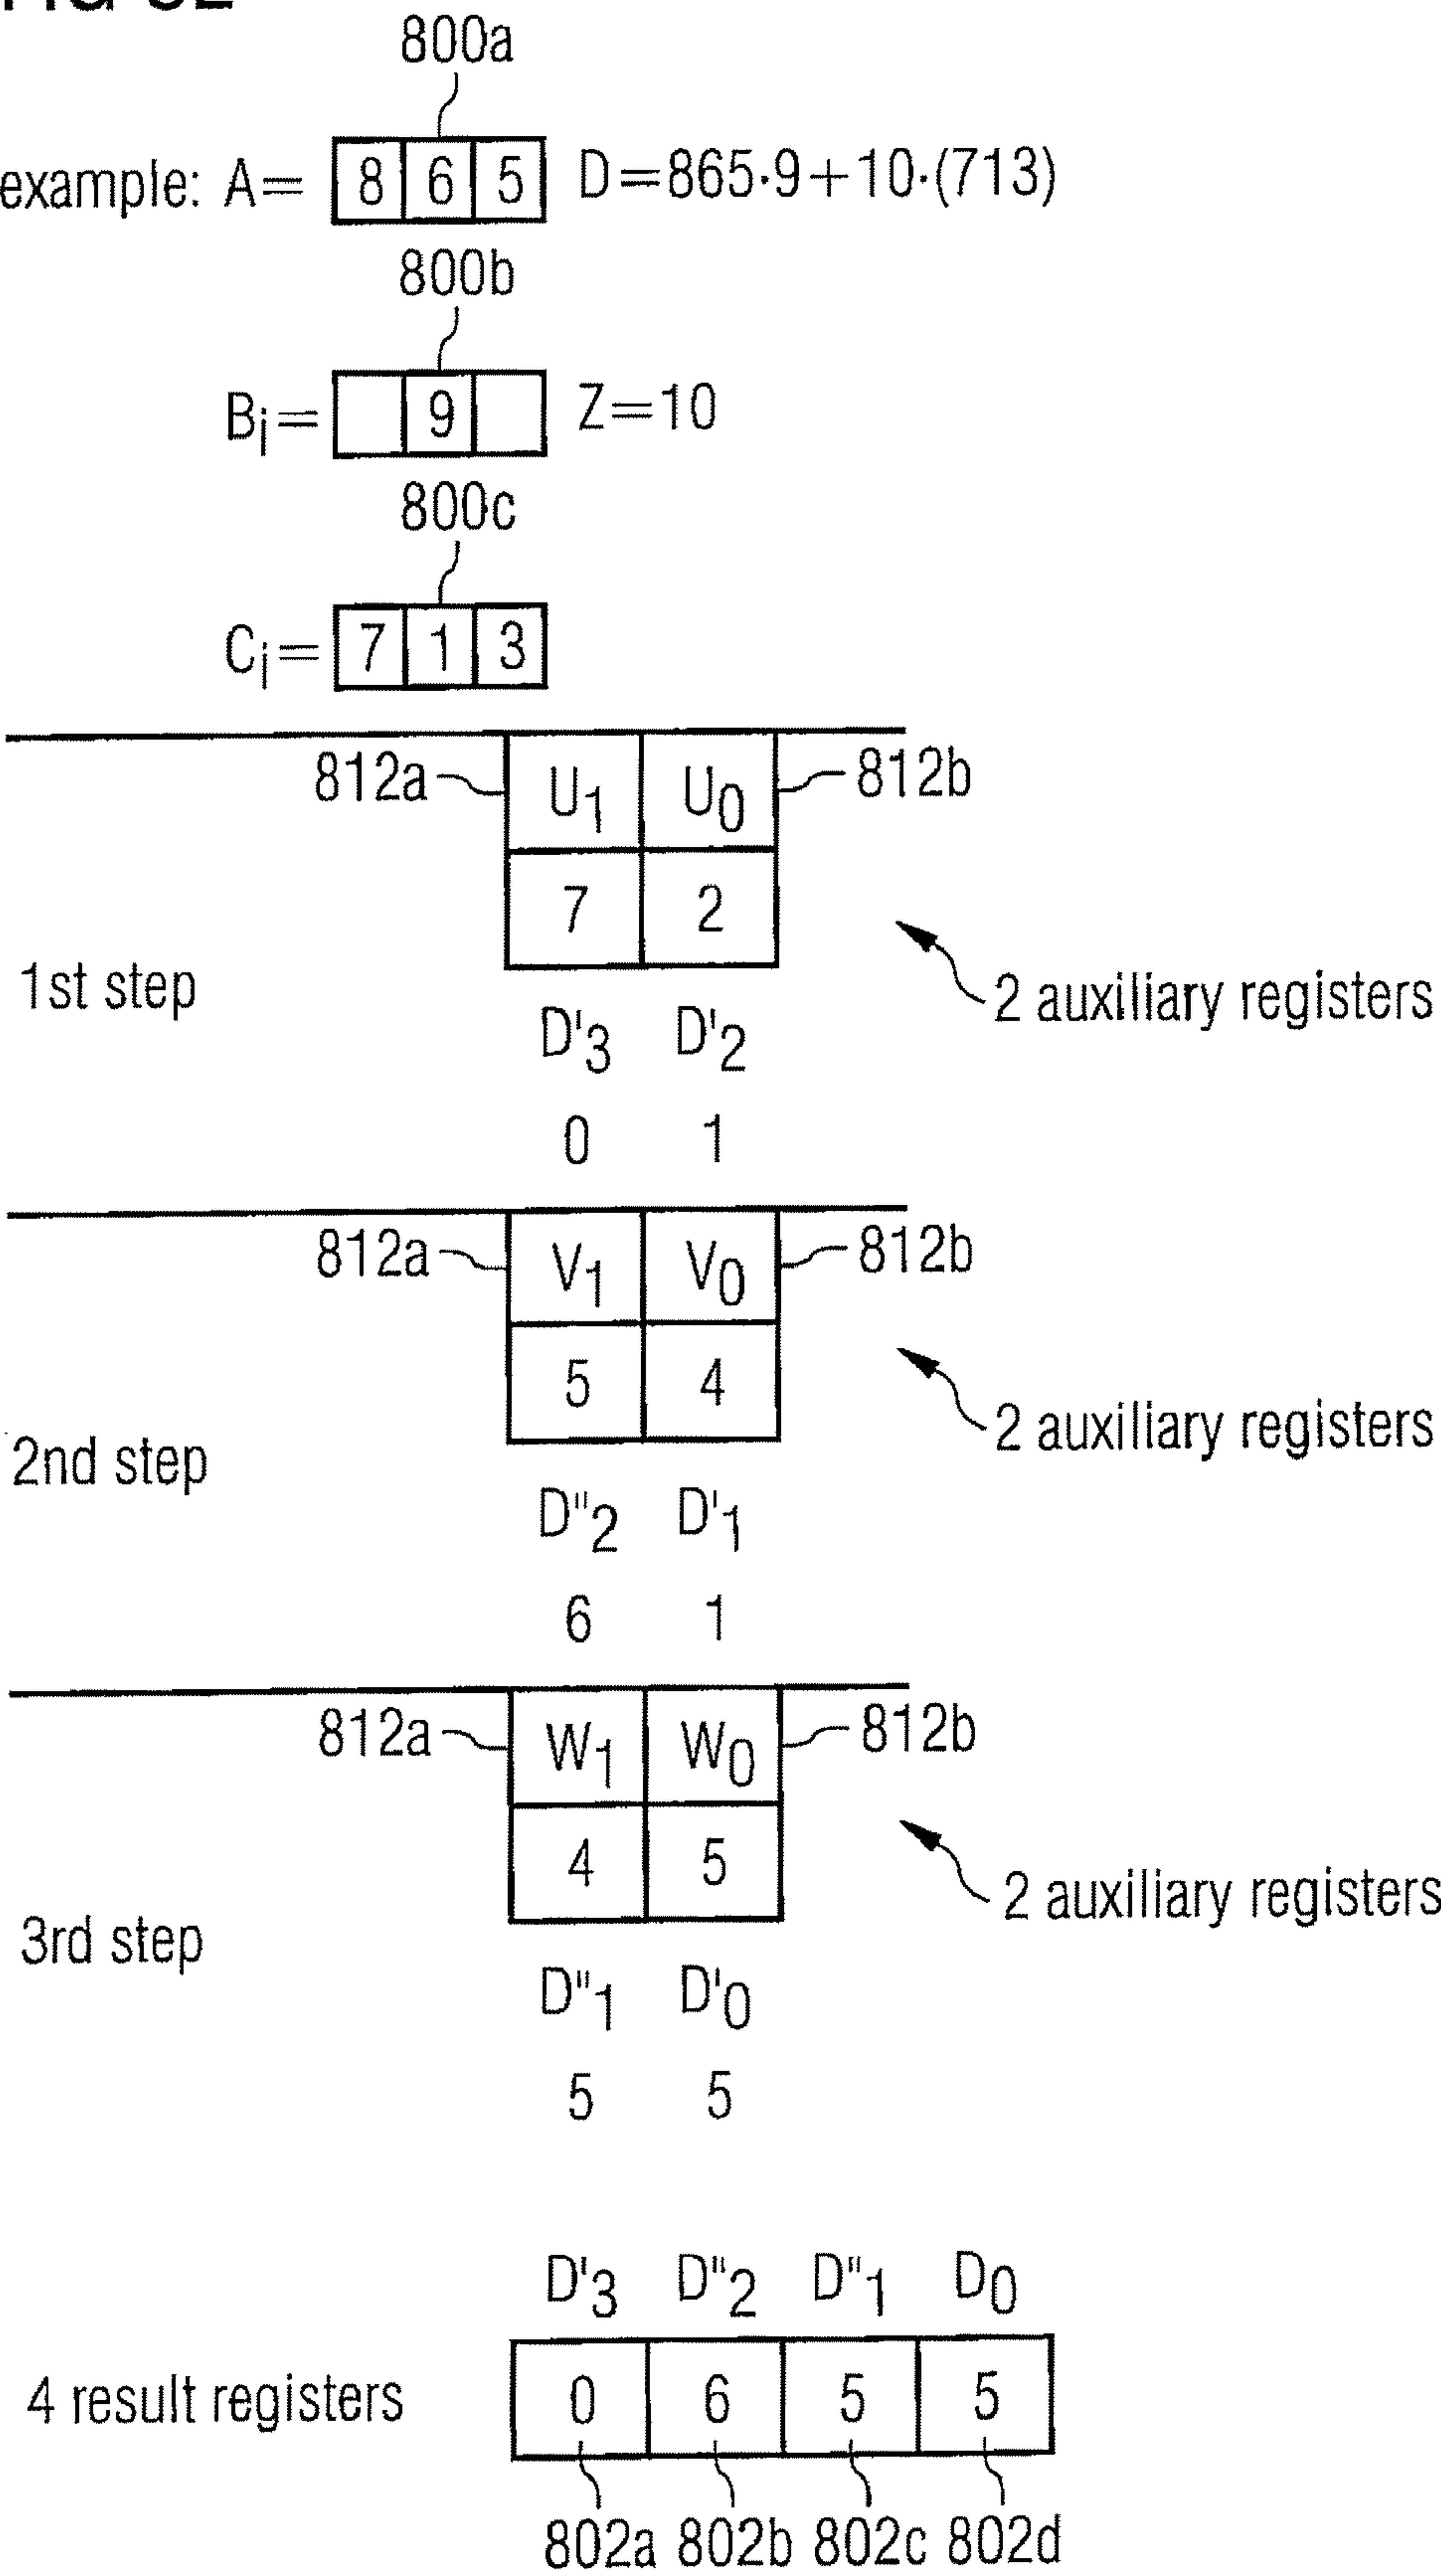 800a
example: A= 8 6 5 D=865·9+10·(713)
800b
Bi= 9 Z=10
800c
Ci= 7 1 3
812a U1 U0 812b
7 2
1st step
2 auxiliary registers
D'3 D'2
0 1
812a V1 V0 812b
5 4
2nd step
2 auxiliary registers
D"2 D'1
6 1
812a W1 W0 812b
4 5
3rd step
2 auxiliary registers
D"1 D'0
5 5
D'3 D"2 D"1 D0
4 result registers 0 6 5 5
802a 802b 802c 802d